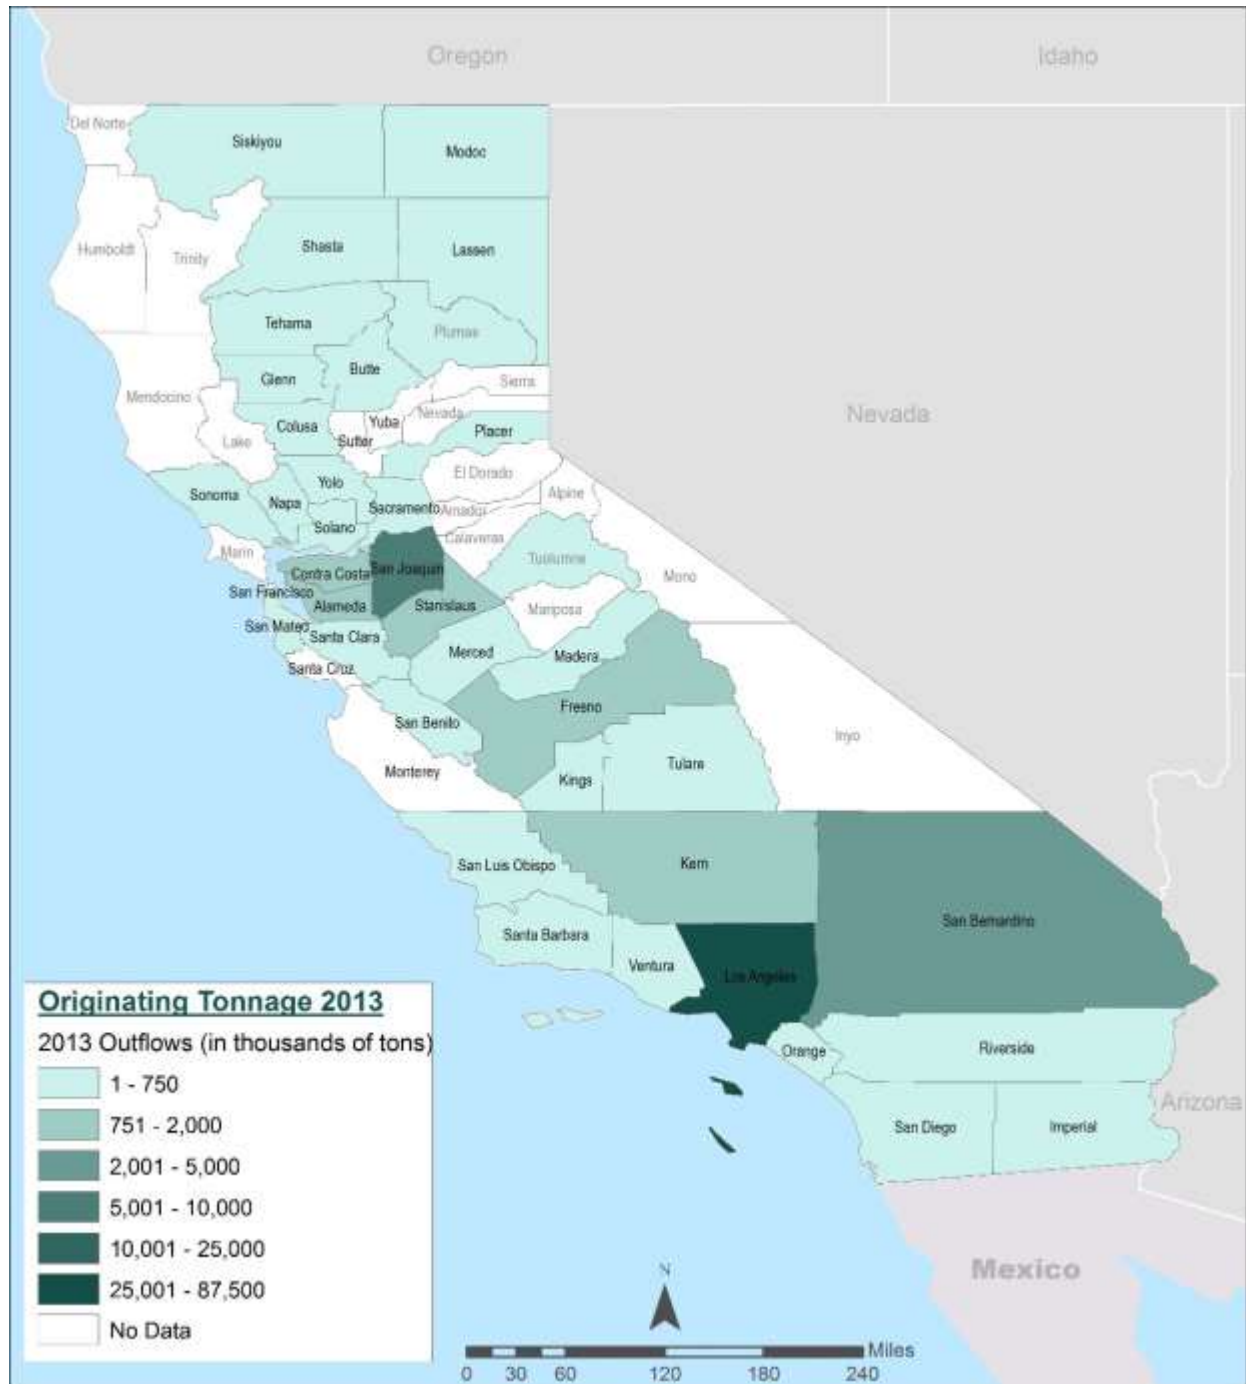 Oregon
Idaho
Del Norte
Siskiyou
Modoc
Humboldt
Trinity
Shasta
Lassen
Tehama
Plumas
Glenn
Butte
Sierra
Mendocino
Nevada
Nevada
Lake
Colusa
Sutter
Yuba
Placer
El Dorado
Yolo
Sonoma
Napa
Sacramento
Alpine
Amador
Solano
Calaveras
Marin
Tuolumne
Contra Costa
San Joaquin
Mono
San Francisco
Alameda
Stanislaus
Mariposa
San Mateo
Santa Clara
Merced
Madera
Santa Cruz
Fresno
San Benito
Inyo
Monterey
Kings
Tulare
San Luis Obispo
Kern
San Bernardino
Santa Barbara
Ventura
Los Angeles
Orange
Riverside
Arizona
San Diego
Imperial
Mexico
Originating Tonnage 2013
2013 Outflows (in thousands of tons)
1 - 750
751 - 2,000
2,001 - 5,000
5,001 - 10,000
10,001 - 25,000
25,001 - 87,500
No Data
N
Miles
0 30 60 120 180 240